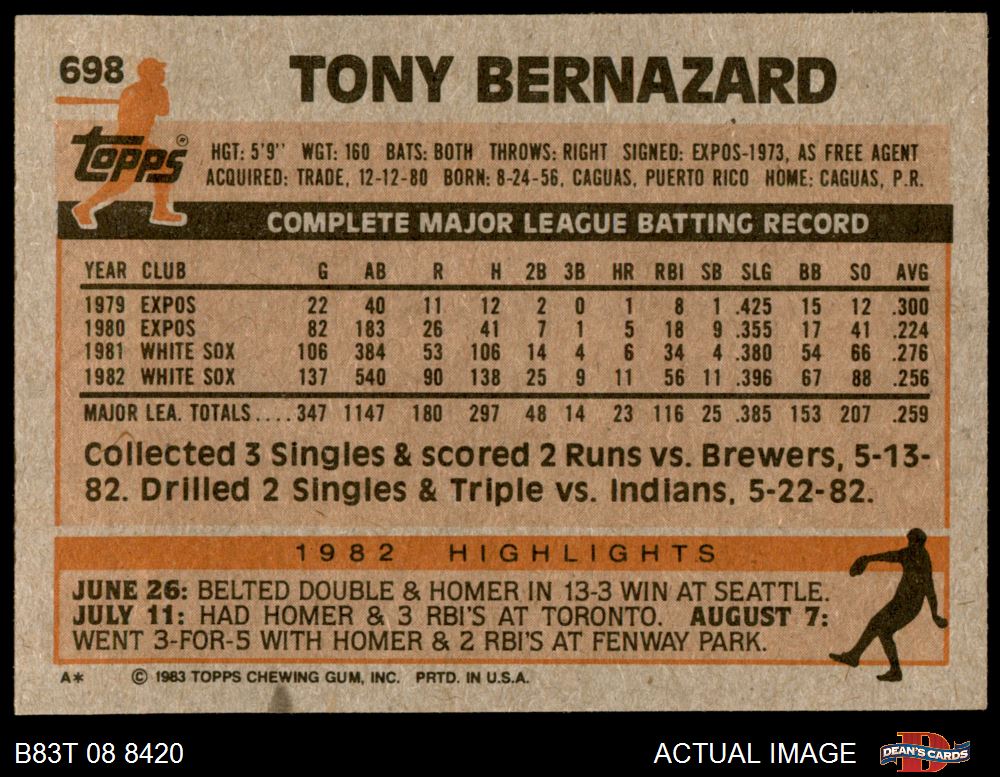 698
TONY BERNAZARD
Topps®
HGT: 5'9'' WGT: 160 BATS: BOTH THROWS: RIGHT SIGNED: EXPOS-1973, AS FREE AGENT
ACQUIRED: TRADE, 12-12-80 BORN: 8-24-56, CAGUAS, PUERTO RICO HOME: CAGUAS, P.R.
COMPLETE MAJOR LEAGUE BATTING RECORD
YEAR CLUB G AB R H 2B 3B HR RBI SB SLG BB SO AVG
1979 EXPOS 22 40 11 12 2 0 1 8 1 .425 15 12 .300
1980 EXPOS 82 183 26 41 7 1 5 18 9 .355 17 41 .224
1981 WHITE SOX 106 384 53 106 14 4 6 34 4 .380 54 66 .276
1982 WHITE SOX 137 540 90 138 25 9 11 56 11 .396 67 88 .256
MAJOR LEA. TOTALS.... 347 1147 180 297 48 14 23 116 25 .385 153 207 .259
Collected 3 Singles & scored 2 Runs vs. Brewers, 5-13-
82. Drilled 2 Singles & Triple vs. Indians, 5-22-82.
1982 HIGHLIGHTS
JUNE 26: BELTED DOUBLE & HOMER IN 13-3 WIN AT SEATTLE.
JULY 11: HAD HOMER & 3 RBI'S AT TORONTO. AUGUST 7:
WENT 3-FOR-5 WITH HOMER & 2 RBI'S AT FENWAY PARK.
A* © 1983 TOPPS CHEWING GUM, INC. PRTD. IN U.S.A.
B83T 08 8420 ACTUAL IMAGE DEAN'S CARDS